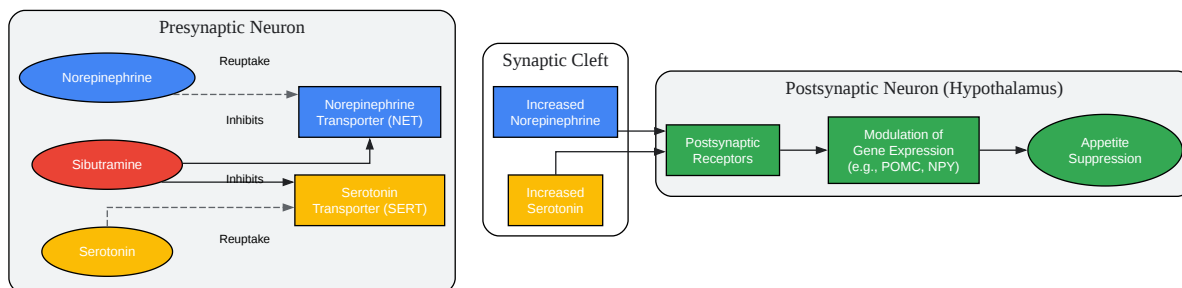 Presynaptic Neuron
Norepinephrine
Reuptake
Norepinephrine
Transporter (NET)
Inhibits
Sibutramine
Inhibits
Serotonin
Transporter (SERT)
Reuptake
Serotonin
Synaptic Cleft
Increased
Norepinephrine
Increased
Serotonin
Postsynaptic Neuron (Hypothalamus)
Postsynaptic
Receptors
Modulation of
Gene Expression
(e.g., POMC, NPY)
Appetite
Suppression